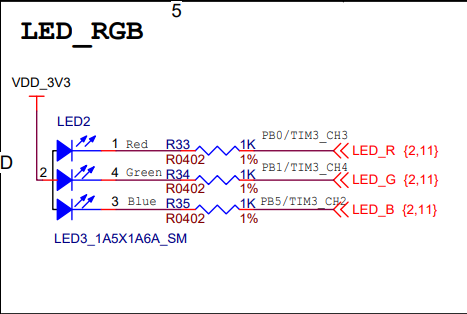 5
LED_RGB
VDD_3V3
LED2
1 Red R33 1K PB0/TIM3_CH3 LED_R {2,11}
R0402 1%
D 2 4 Green R34 1K PB1/TIM3_CH4 LED_G {2,11}
R0402 1%
3 Blue R35 1K PB5/TIM3_CH2 LED_B {2,11}
R0402 1%
LED3_1A5X1A6A_SM